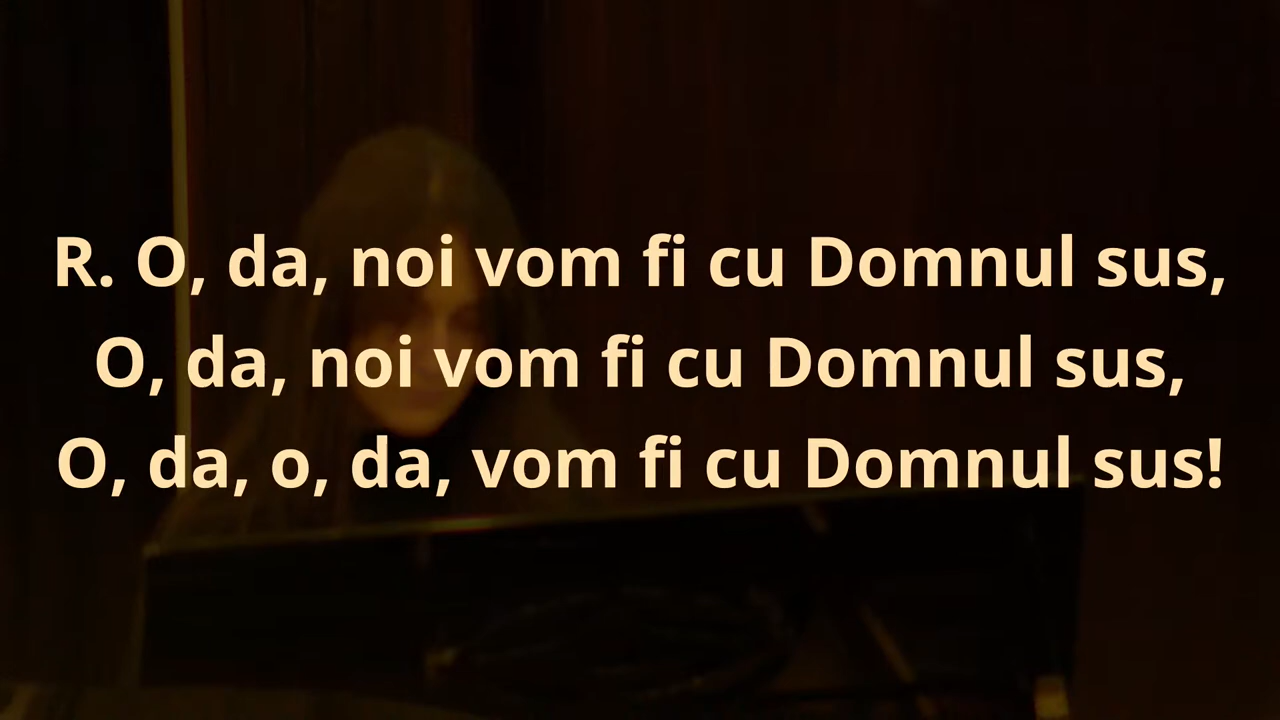 R. O, da, noi vom fi cu Domnul sus,
O, da, noi vom fi cu Domnul sus,
O, da, o, da, vom fi cu Domnul sus!